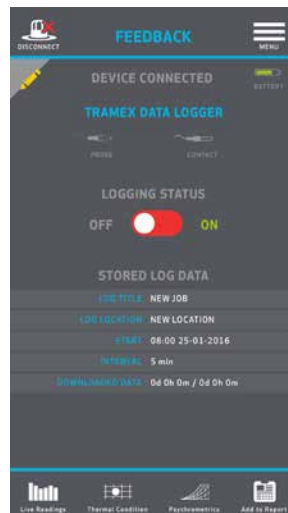 FEEDBACK
DISCONNECT
MENU
DEVICE CONNECTED
BATTERY
TRAMEX DATA LOGGER
PROBE CONTACT
LOGGING STATUS
OFF ON
STORED LOG DATA
LOG TITLE NEW JOB
LOG LOCATION NEW LOCATION
START 08:00 25-01-2016
INTERVAL 5 min
DOWNLOADED DATA 0d 0h 0m / 0d 0h 0m
Live Readings Thermal Condition Psychrometrics Add to Report